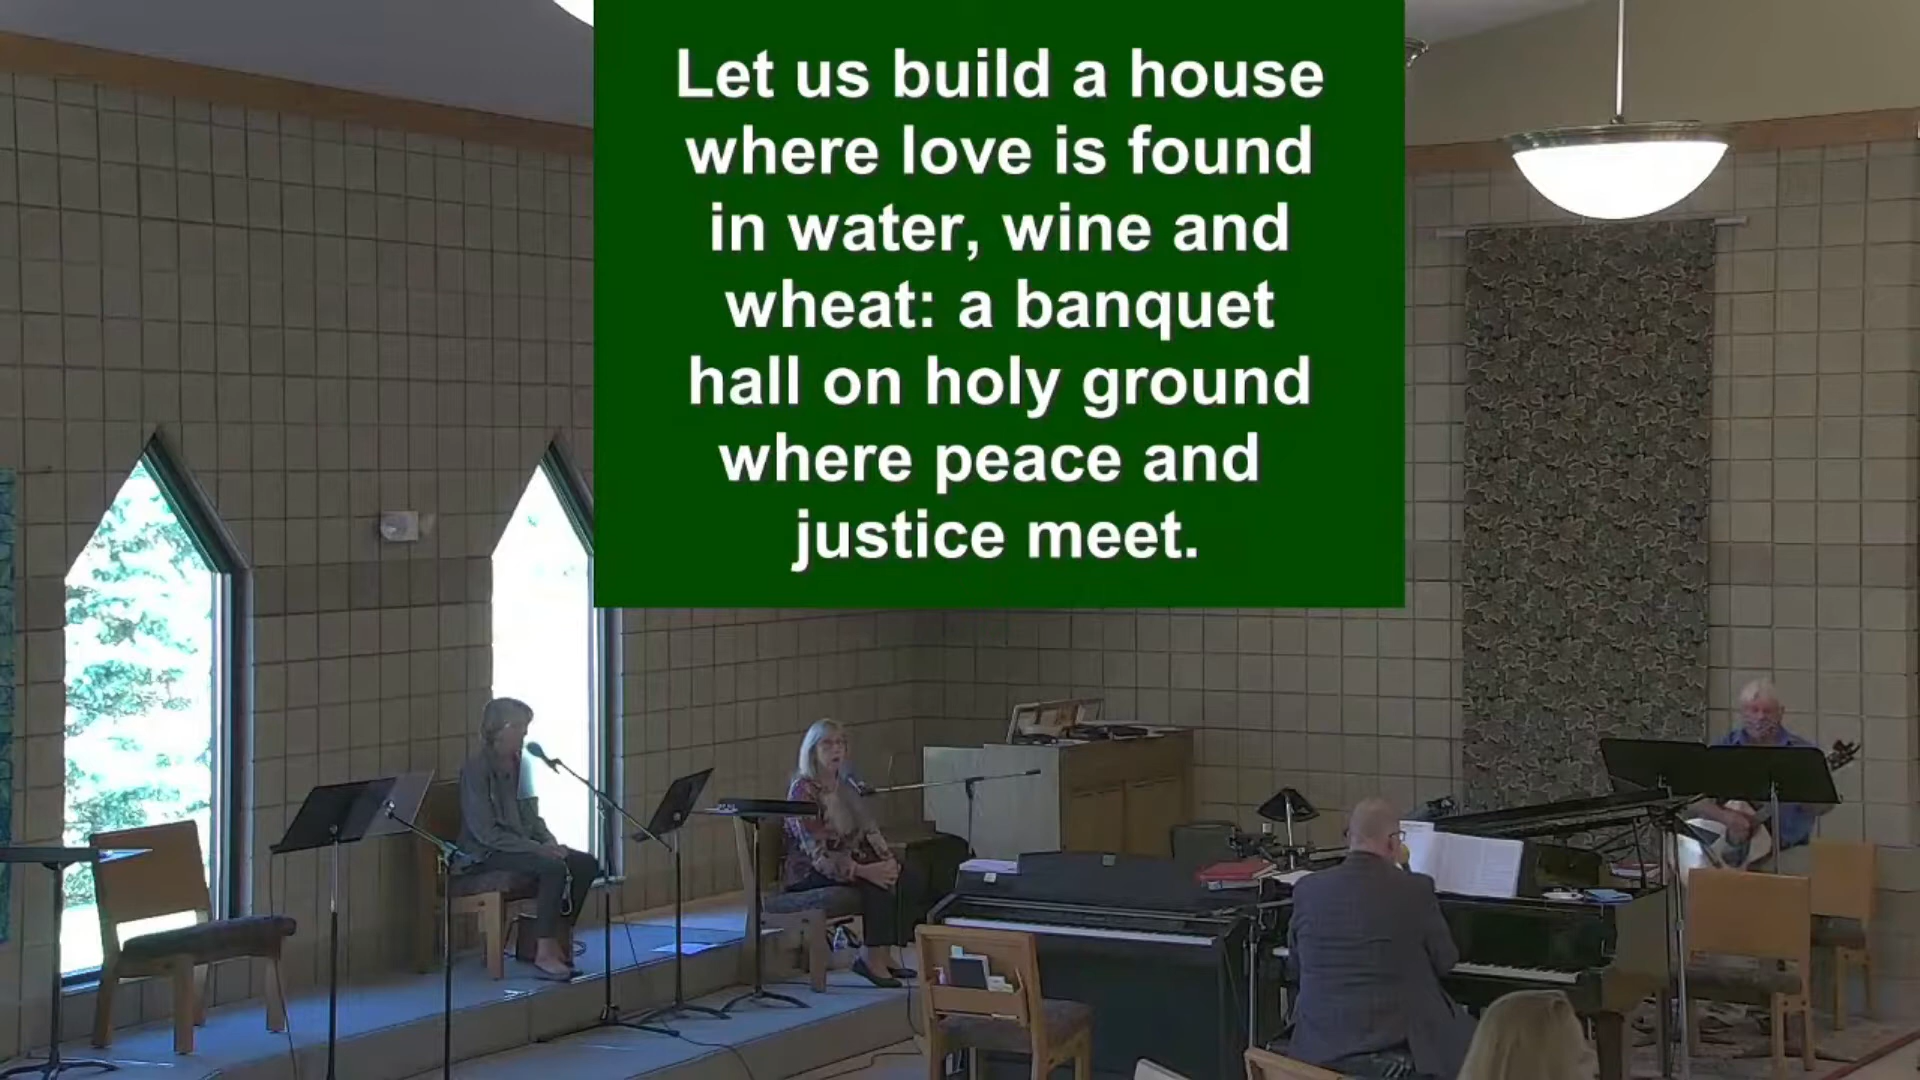 Let us build a house
where love is found
in water, wine and
wheat: a banquet
hall on holy ground
where peace and
justice meet.